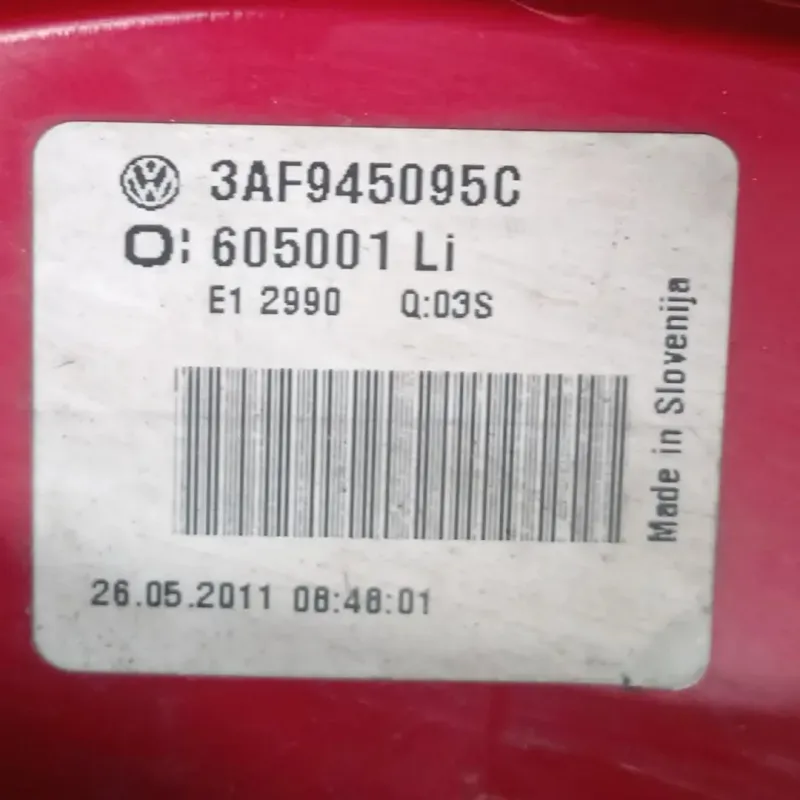 3AF945095C
O: 605001 Li
E1 2990 Q:03S
Made in Slovenija
26.05.2011 08:48:01